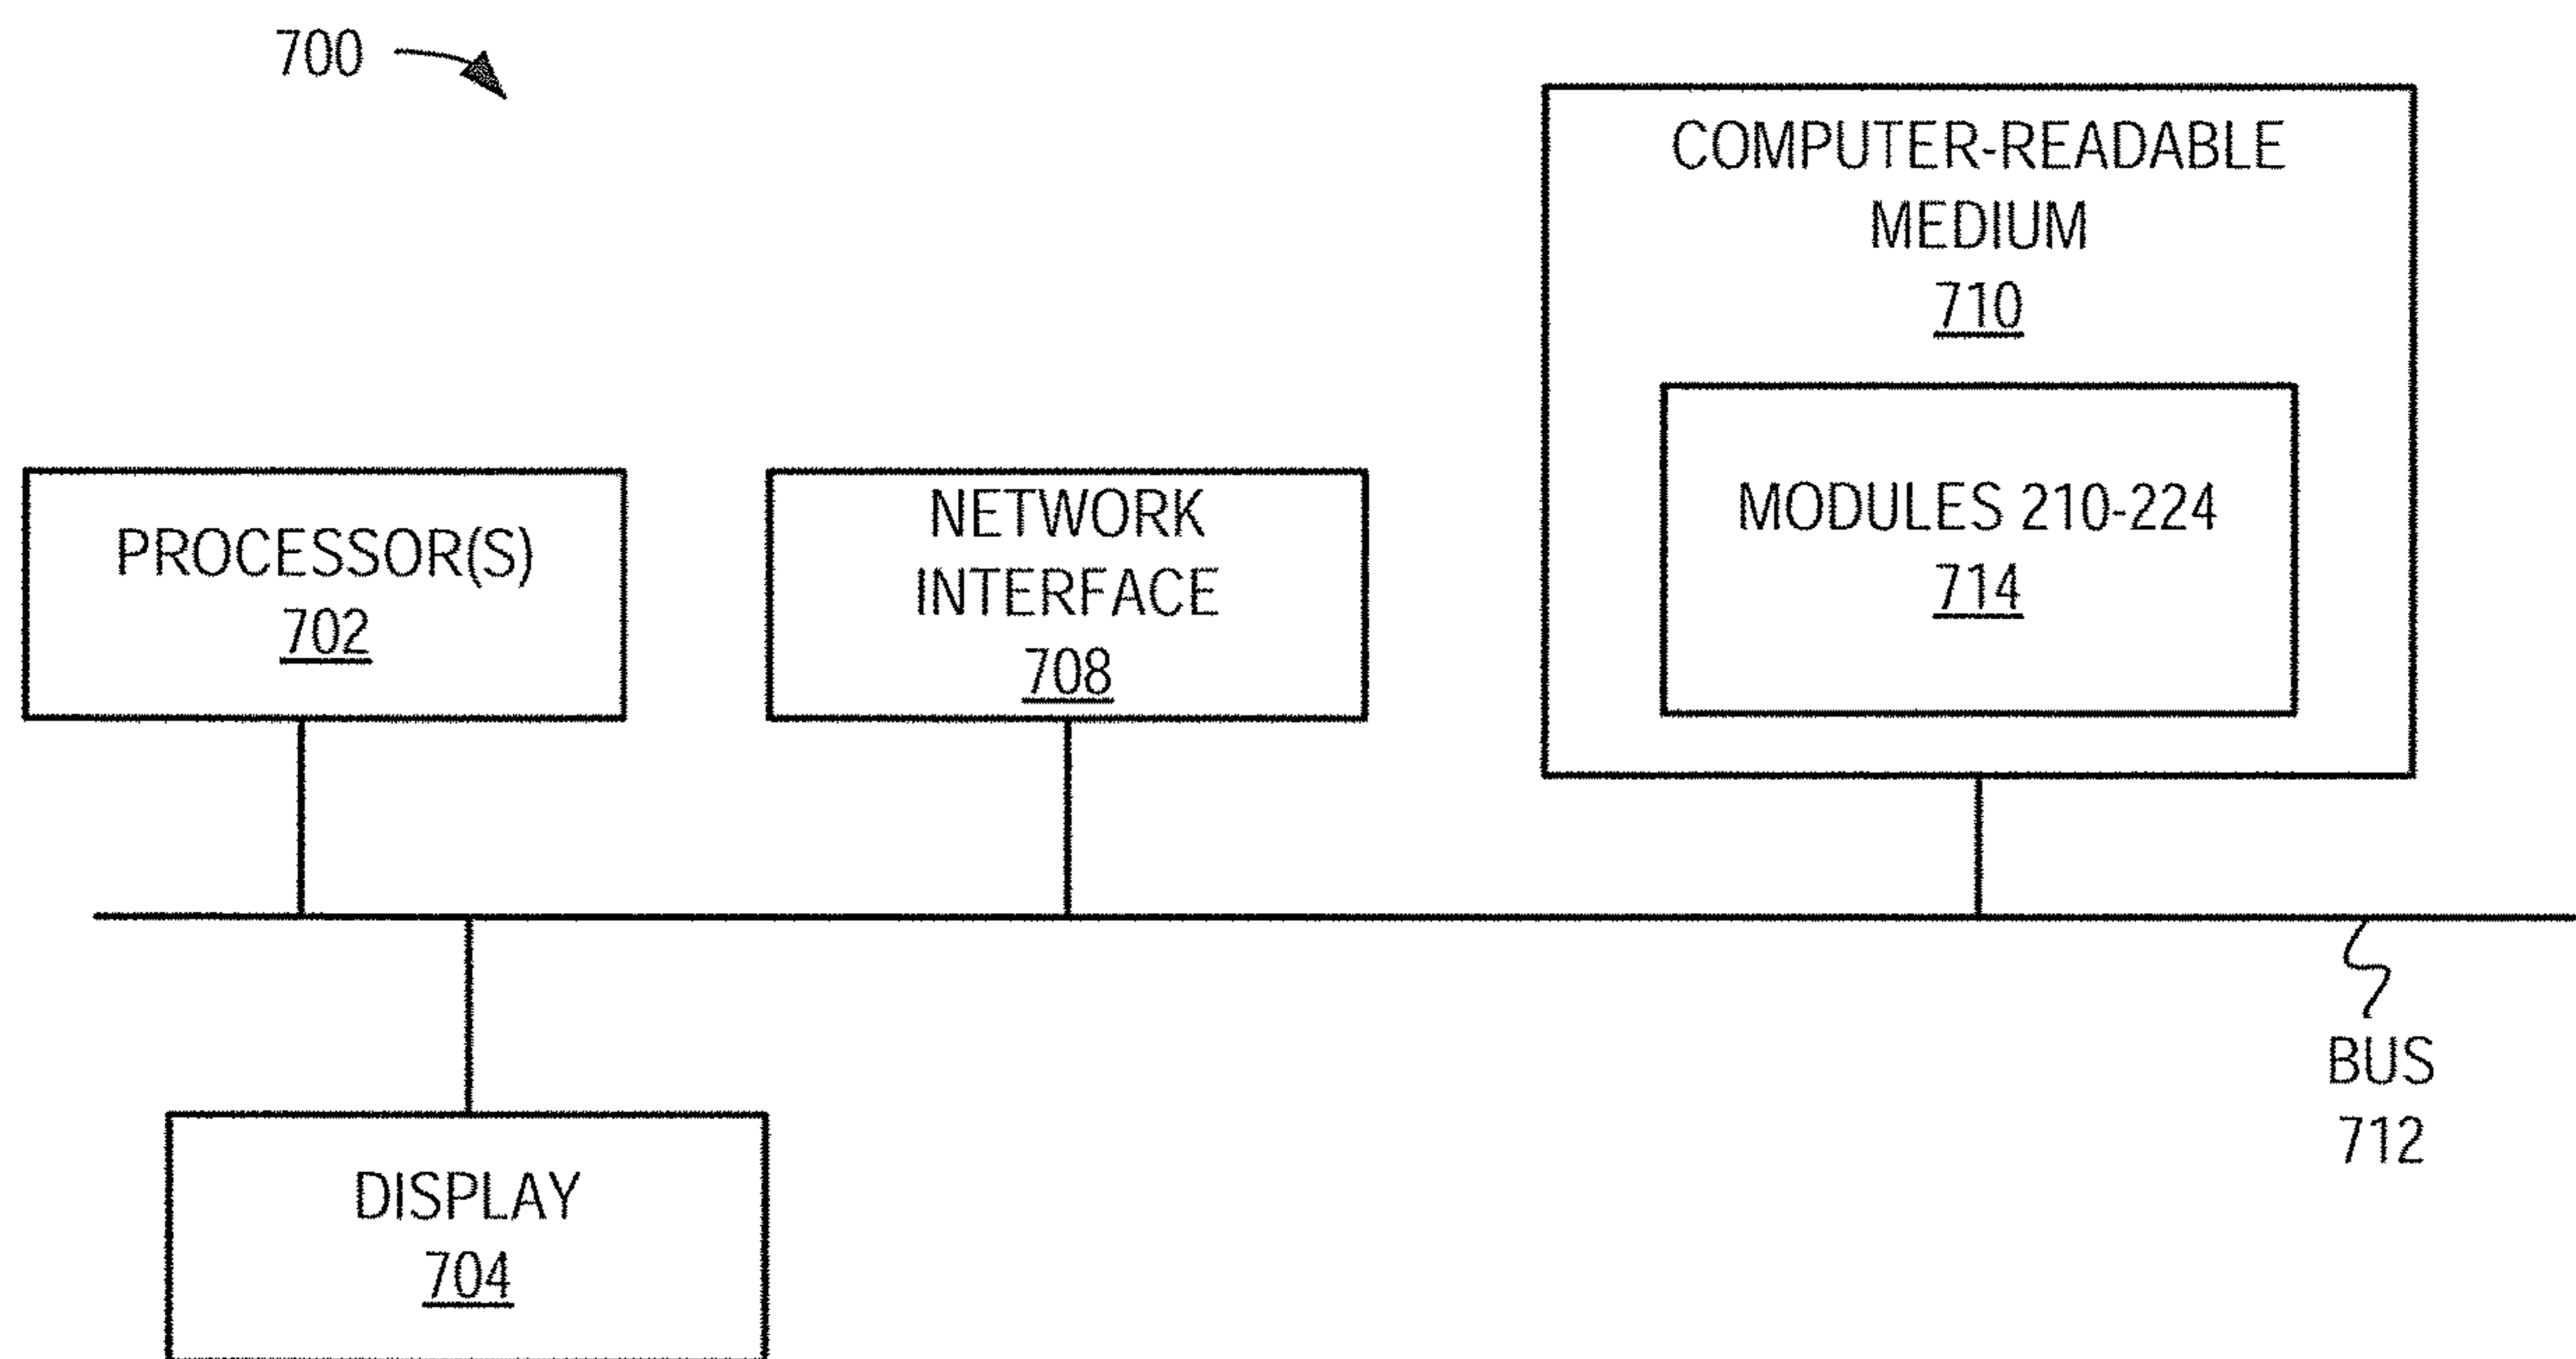 700
COMPUTER-READABLE
MEDIUM
710
MODULES 210-224
714
PROCESSOR(S)
702
NETWORK
INTERFACE
708
BUS
712
DISPLAY
704